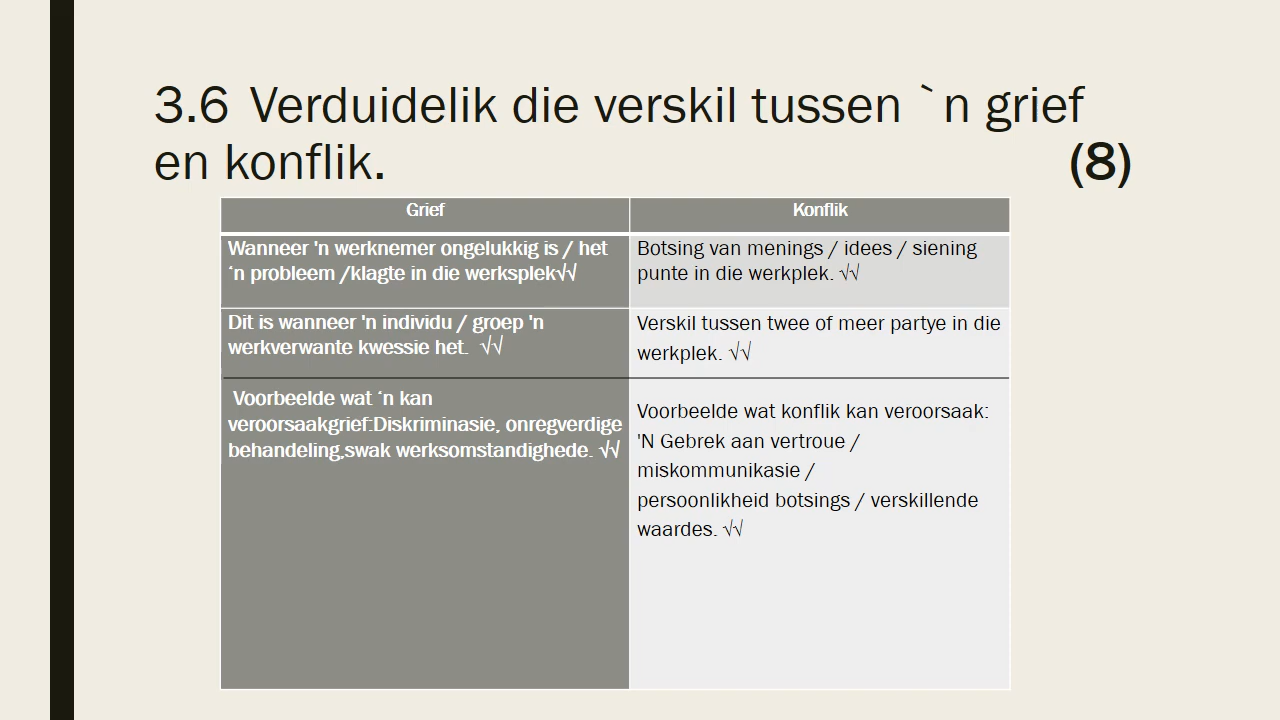 3.6 Verduidelik die verskil tussen `n grief
en konflik. (8)
Grief
Konflik
Wanneer 'n werknemer ongelukkig is / het
‘n probleem /klagte in die werksplek√√
Botsing van menings / idees / siening
punte in die werkplek. √√
Dit is wanneer 'n individu / groep 'n
werkverwante kwessie het. √√
Verskil tussen twee of meer partye in die
werkplek. √√
Voorbeelde wat ‘n kan
veroorsaakgrief:Diskriminasie, onregverdige
behandeling,swak werksomstandighede. √√
Voorbeelde wat konflik kan veroorsaak:
'N Gebrek aan vertroue /
miskommunikasie /
persoonlikheid botsings / verskillende
waardes. √√